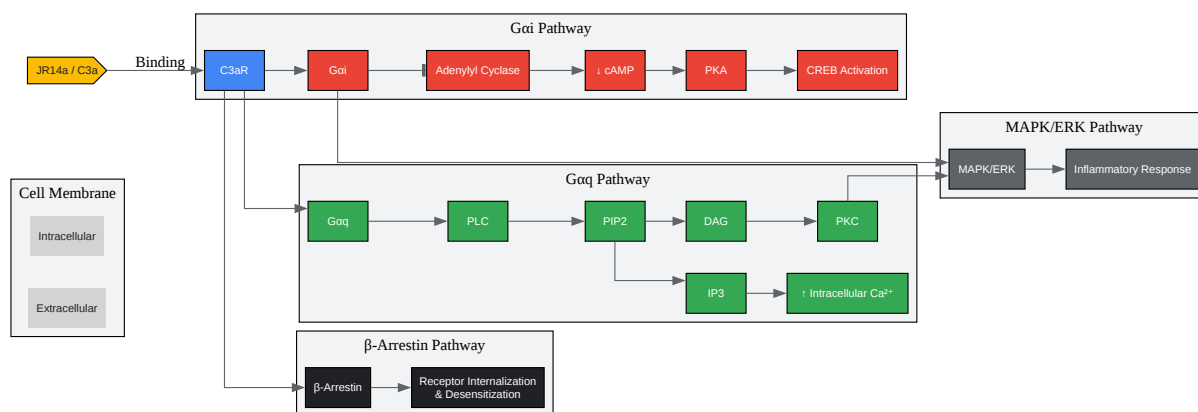 Gαi Pathway
JR14a / C3a
Binding
C3aR
Gαi
Adenylyl Cyclase
↓ cAMP
PKA
CREB Activation
MAPK/ERK Pathway
MAPK/ERK
Inflammatory Response
Cell Membrane
Intracellular
Extracellular
Gαq Pathway
Gαq
PLC
PIP2
DAG
PKC
IP3
↑ Intracellular Ca²⁺
β-Arrestin Pathway
β-Arrestin
Receptor Internalization
& Desensitization